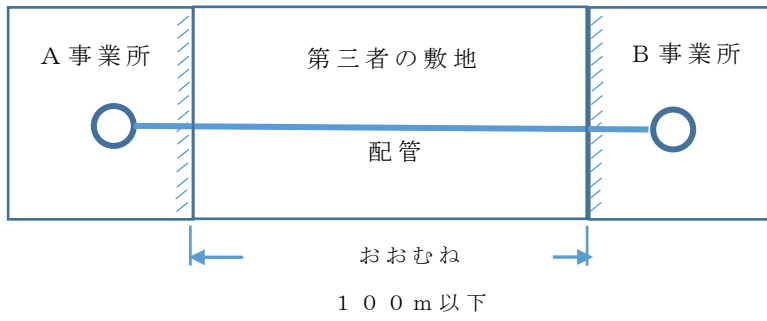 A事業所
第三者の敷地
B事業所
配管
おおむね
１００ｍ以下